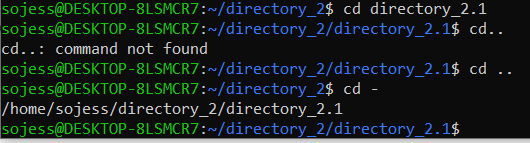 sojess@DESKTOP-8LSMCR7:~/directory_2$ cd directory_2.1
sojess@DESKTOP-8LSMCR7:~/directory_2/directory_2.1$ cd..
cd..: command not found
sojess@DESKTOP-8LSMCR7:~/directory_2/directory_2.1$ cd ..
sojess@DESKTOP-8LSMCR7:~/directory_2$ cd -
/home/sojess/directory_2/directory_2.1
sojess@DESKTOP-8LSMCR7:~/directory_2/directory_2.1$